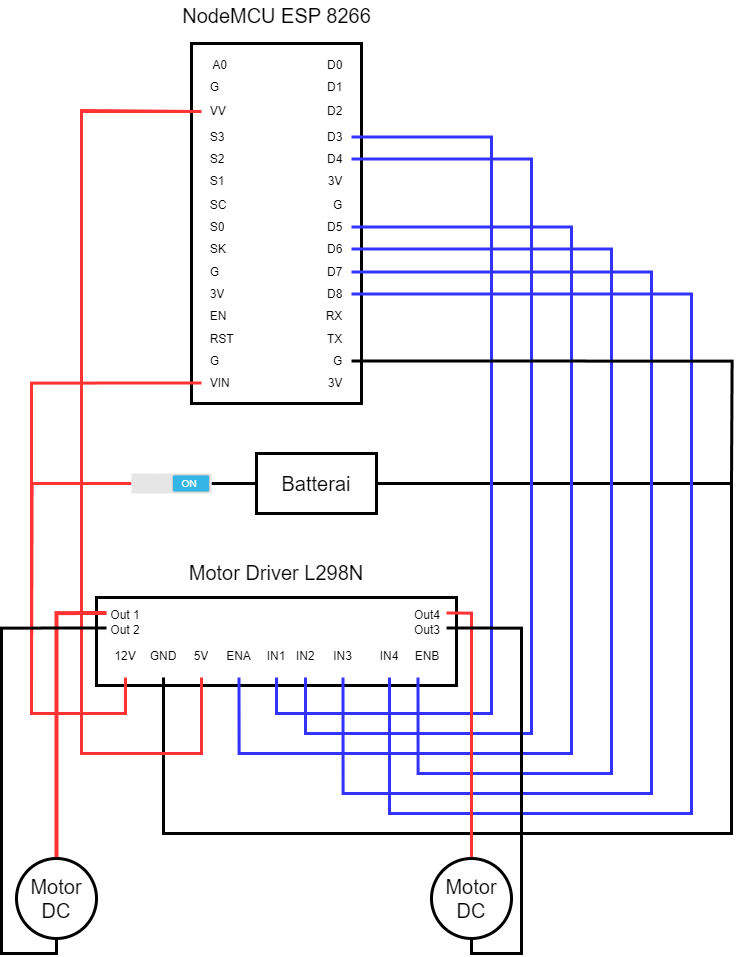 NodeMCU ESP 8266
A0 D0
G D1
VV D2
S3 D3
S2 D4
S1 3V
SC G
S0 D5
SK D6
G D7
3V D8
EN RX
RST TX
G G
VIN 3V
ON
Batterai
Motor Driver L298N
Out 1 Out4
Out 2 Out3
12V GND 5V ENA IN1 IN2 IN3 IN4 ENB
Motor
DC
Motor
DC